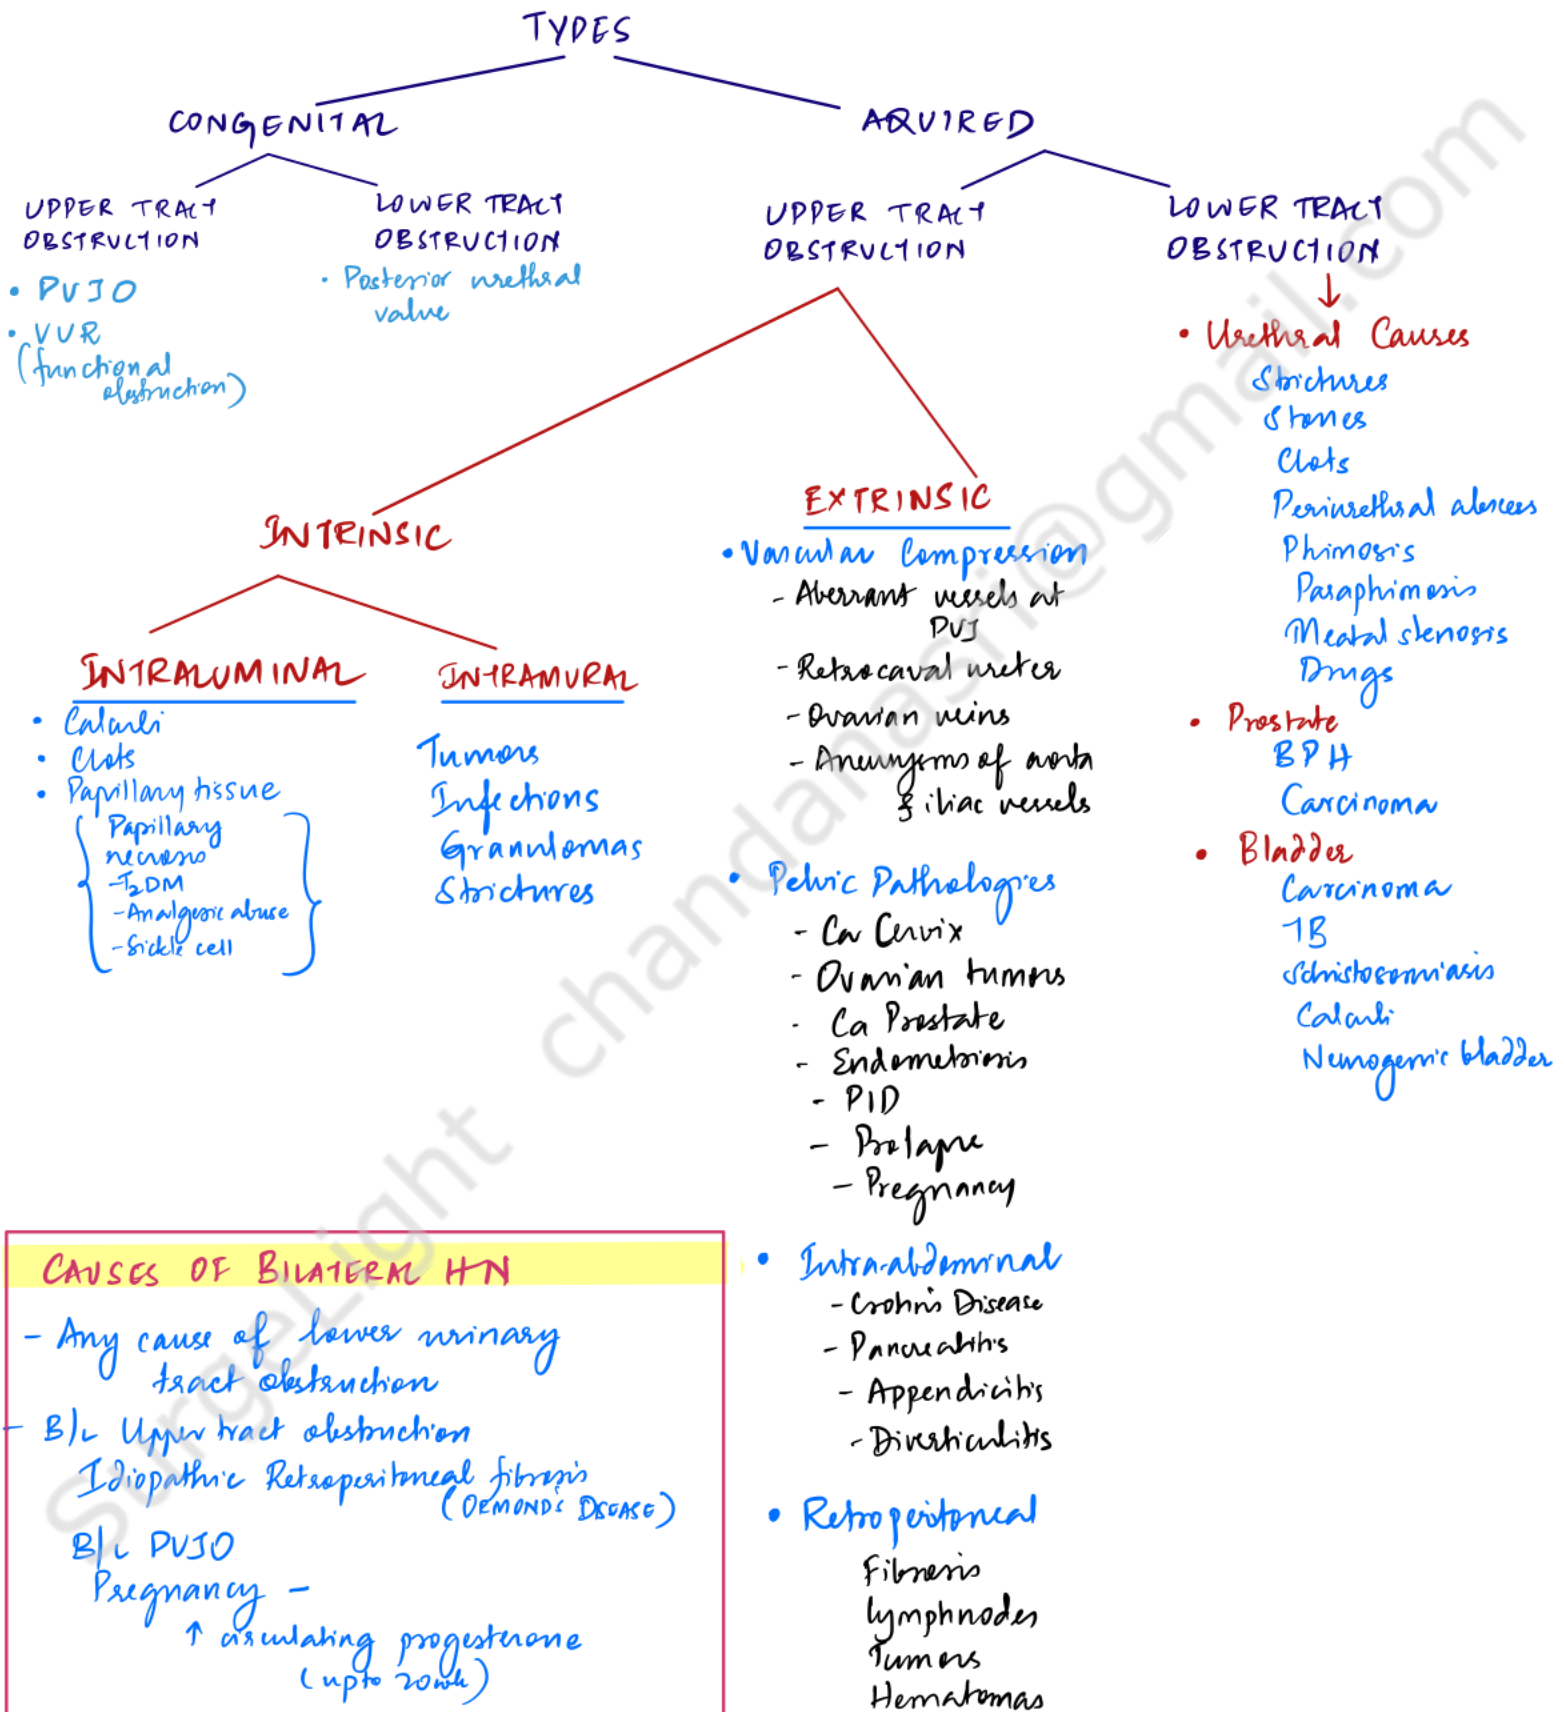 TYPES
CONGENITAL
UPPER TRACT
OBSTRUCTION
• PUJO
• VUR
(functional
obstruction)
LOWER TRACT
OBSTRUCTION
• Posterior urethral
valve
AQUIRED
UPPER TRACT
OBSTRUCTION
INTRINSIC
INTRALUMINAL
• Calculi
• Clots
• Papillary tissue
Papillary
necrosis
-T2DM
-Analgesic abuse
-Sickle cell
INTRAMURAL
Tumors
Infections
Granulomas
Strictures
EXTRINSIC
• Vascular Compression
- Aberrant vessels at
PUJ
- Retrocaval ureter
- Ovarian veins
- Aneurysms of aorta
& iliac vessels
• Pelvic Pathologies
- Ca Cervix
- Ovarian tumors
- Ca Prostate
- Endometriosis
- PID
- Prolapse
- Pregnancy
• Intra-abdominal
- Crohn's Disease
- Pancreatitis
- Appendicitis
- Diverticulitis
• Retroperitoneal
Fibrosis
lymphnodes
Tumors
Hematomas
LOWER TRACT
OBSTRUCTION
↓
• Urethral Causes
Strictures
Stones
Clots
Periurethral abscess
Phimosis
Paraphimosis
Meatal stenosis
Drugs
• Prostate
BPH
Carcinoma
• Bladder
Carcinoma
TB
Schistosomiasis
Calculi
Neurogenic bladder
CAUSES OF BILATERAL HN
- Any cause of lower urinary
tract obstruction
- B/L Upper tract obstruction
Idiopathic Retroperitoneal fibrosis
(ORMOND'S DISEASE)
B/L PUJO
Pregnancy -
↑ circulating progesterone
(upto 20wk)
SurgeLight chandanasri@gmail.com